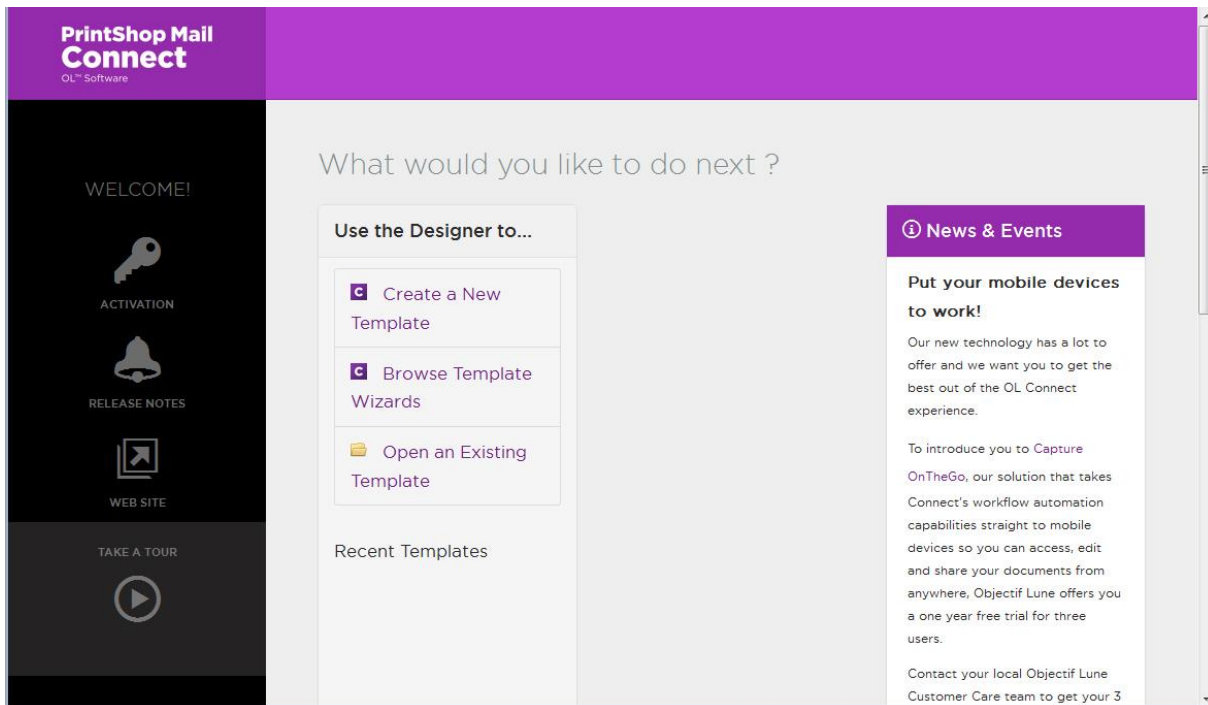 PrintShop Mail
Connect
OL™ Software
WELCOME!
ACTIVATION
RELEASE NOTES
WEB SITE
TAKE A TOUR
What would you like to do next ?
Use the Designer to...
C Create a New
Template
C Browse Template
Wizards
Open an Existing
Template
Recent Templates
News & Events
Put your mobile devices
to work!
Our new technology has a lot to
offer and we want you to get the
best out of the OL Connect
experience.
To introduce you to Capture
OnTheGo, our solution that takes
Connect's workflow automation
capabilities straight to mobile
devices so you can access, edit
and share your documents from
anywhere, Objectif Lune offers you
a one year free trial for three
users.
Contact your local Objectif Lune
Customer Care team to get your 3